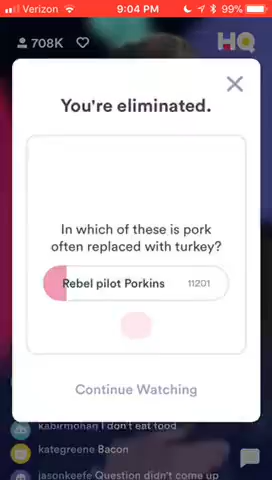 Verizon 9:04 PM 99%
708K HQ
You're eliminated.
In which of these is pork
often replaced with turkey?
Rebel pilot Porkins 11201
Continue Watching
kabirmohan I don't eat food
kategreene Bacon
jasonkeefe Question didn't come up